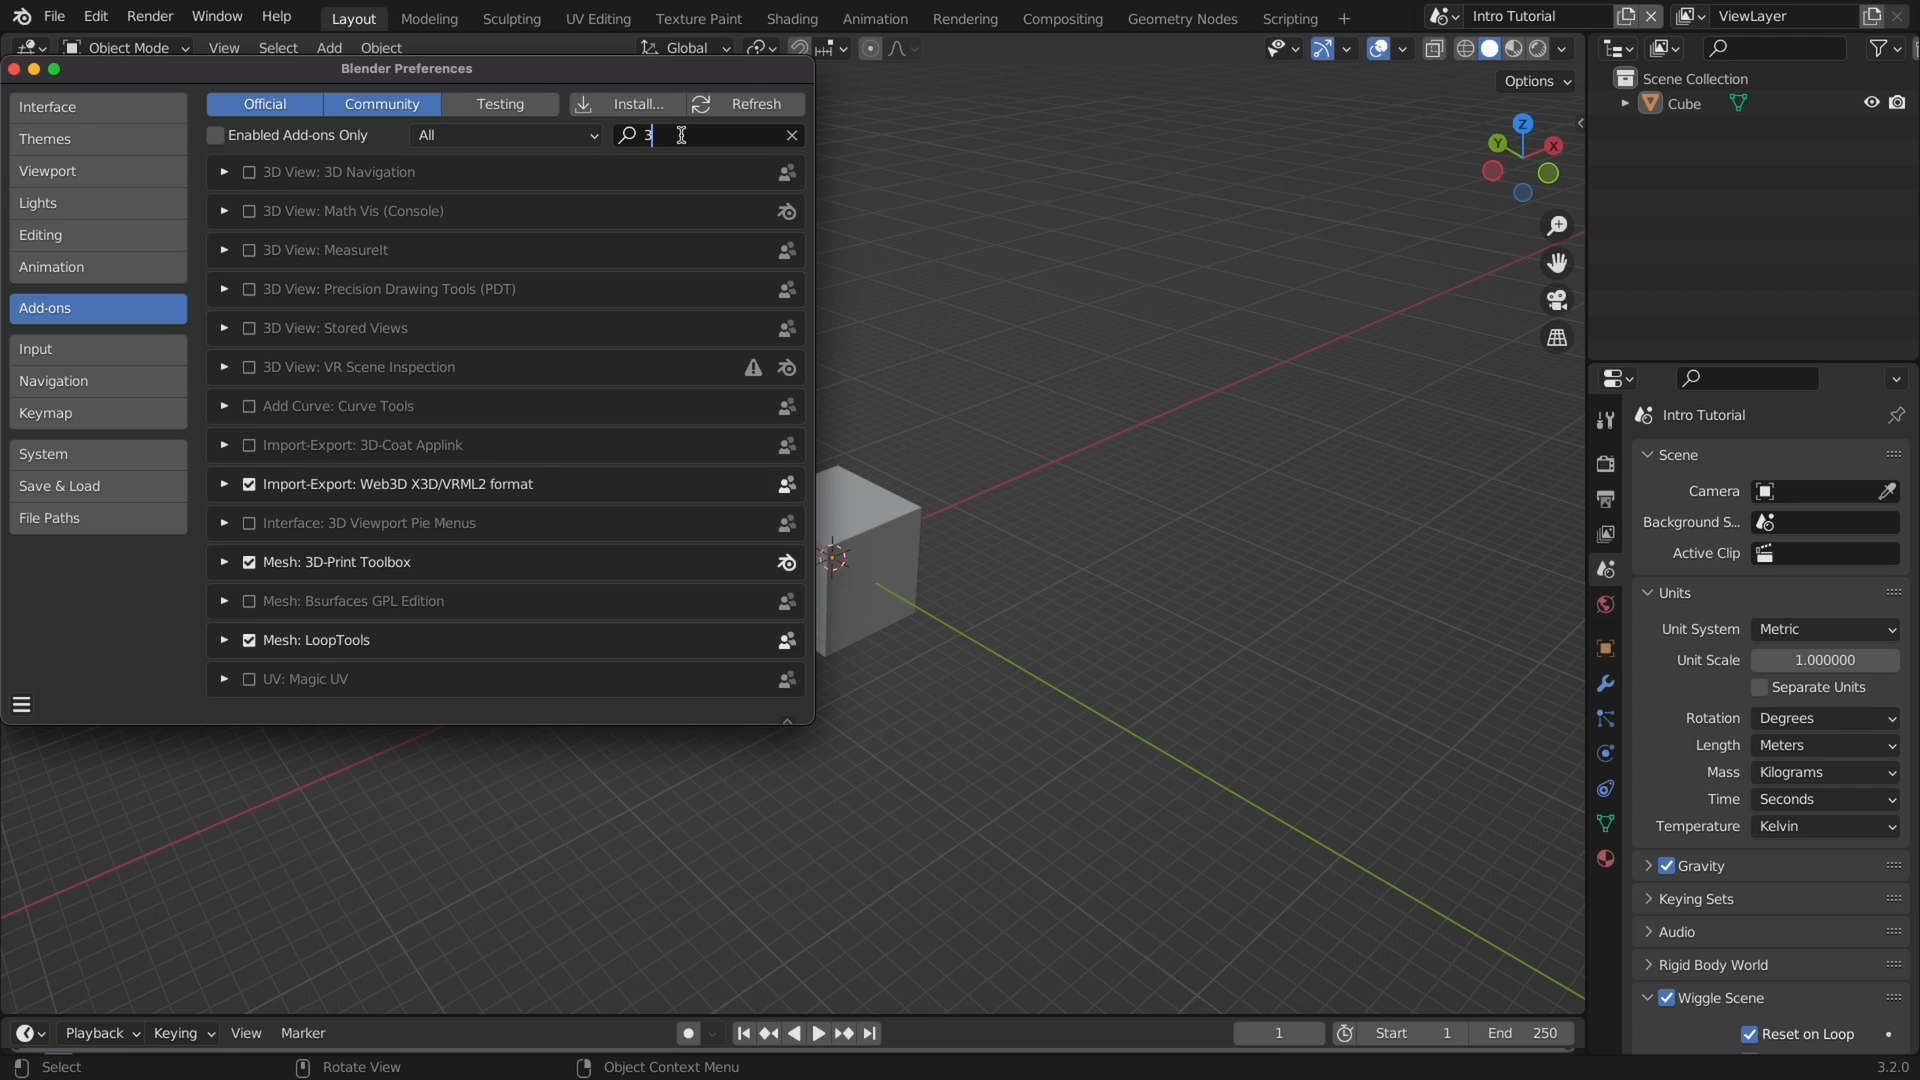 File Edit Render Window Help Layout Modeling Sculpting UV Editing Texture Paint Shading Animation Rendering Compositing Geometry Nodes Scripting + Intro Tutorial ViewLayer
Object Mode View Select Add Object Global
Blender Preferences
Options
Interface
Themes
Viewport
Lights
Editing
Animation
Add-ons
Input
Navigation
Keymap
System
Save & Load
File Paths
Official Community Testing Install... Refresh
Enabled Add-ons Only All 3
3D View: 3D Navigation
3D View: Math Vis (Console)
3D View: MeasureIt
3D View: Precision Drawing Tools (PDT)
3D View: Stored Views
3D View: VR Scene Inspection
Add Curve: Curve Tools
Import-Export: 3D-Coat Applink
Import-Export: Web3D X3D/VRML2 format
Interface: 3D Viewport Pie Menus
Mesh: 3D-Print Toolbox
Mesh: Bsurfaces GPL Edition
Mesh: LoopTools
UV: Magic UV
Z
Y
X
Scene Collection
Cube
Intro Tutorial
Scene
Camera
Background S...
Active Clip
Units
Unit System Metric
Unit Scale 1.000000
Separate Units
Rotation Degrees
Length Meters
Mass Kilograms
Time Seconds
Temperature Kelvin
Gravity
Keying Sets
Audio
Rigid Body World
Wiggle Scene
Reset on Loop
Playback Keying View Marker 1 Start 1 End 250
Select Rotate View Object Context Menu 3.2.0